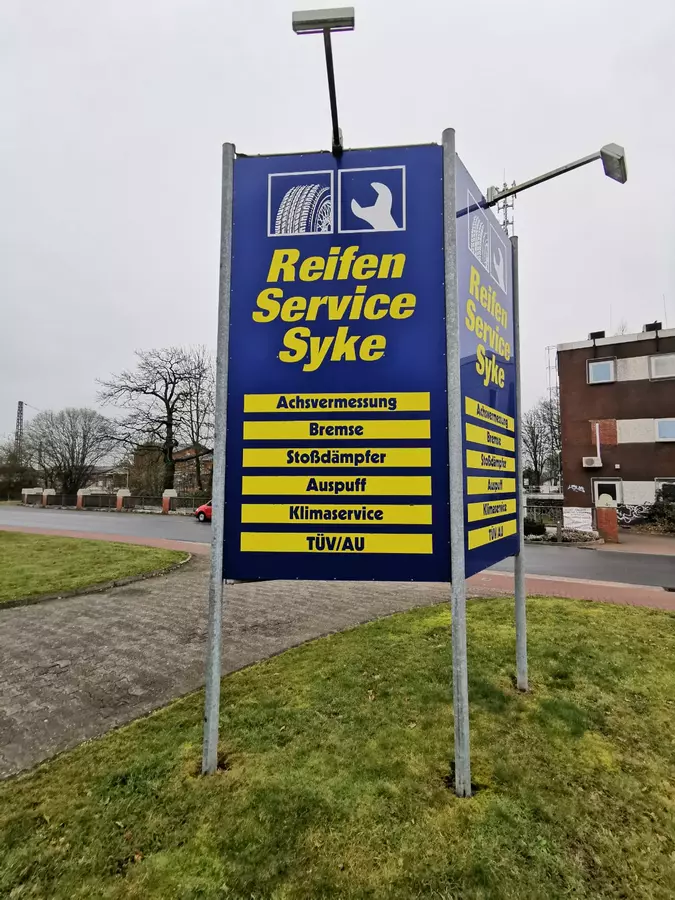 Reifen
Service
Syke
Achsvermessung
Bremse
Stoßdämpfer
Auspuff
Klimaservice
TÜV/AU
Reifen
Service
Syke
Achsvermessung
Bremse
Stoßdämpfer
Auspuff
Klimaservice
TÜV/AU